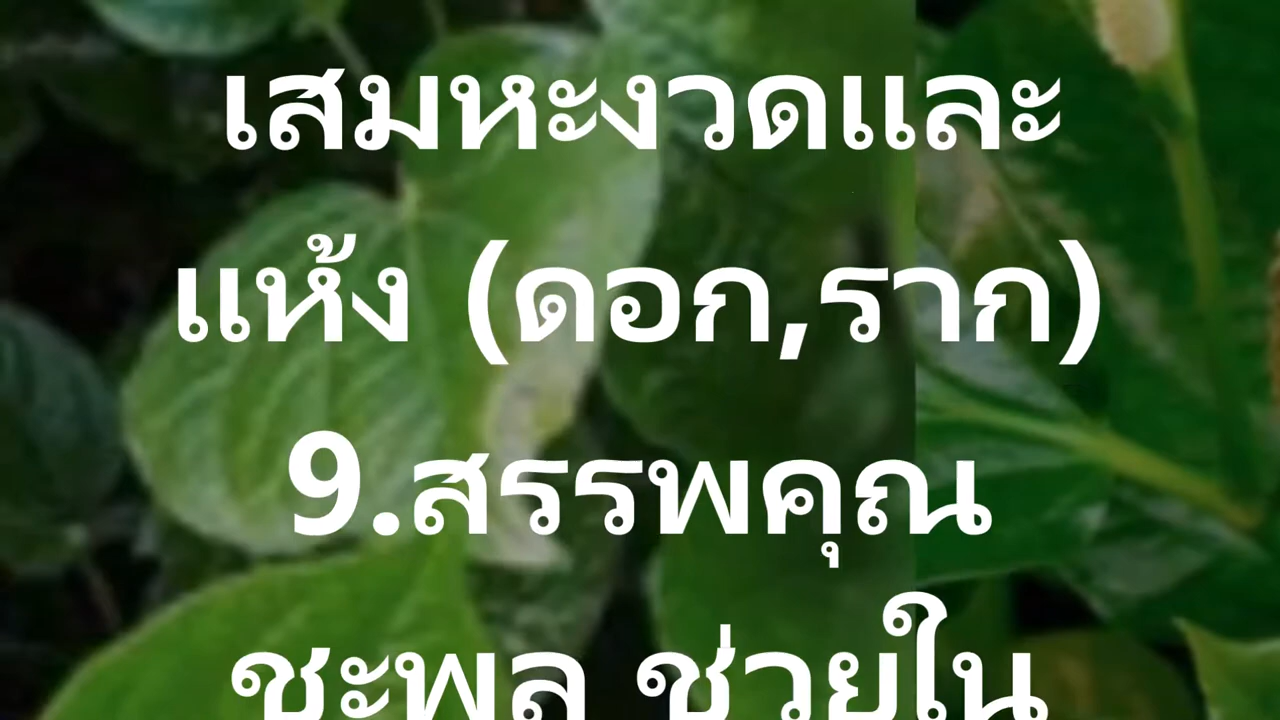 เสมหะงวดและ
แห้ง (ดอก,ราก)
9.สรรพคุณ
ชะพลู ช่วยใน